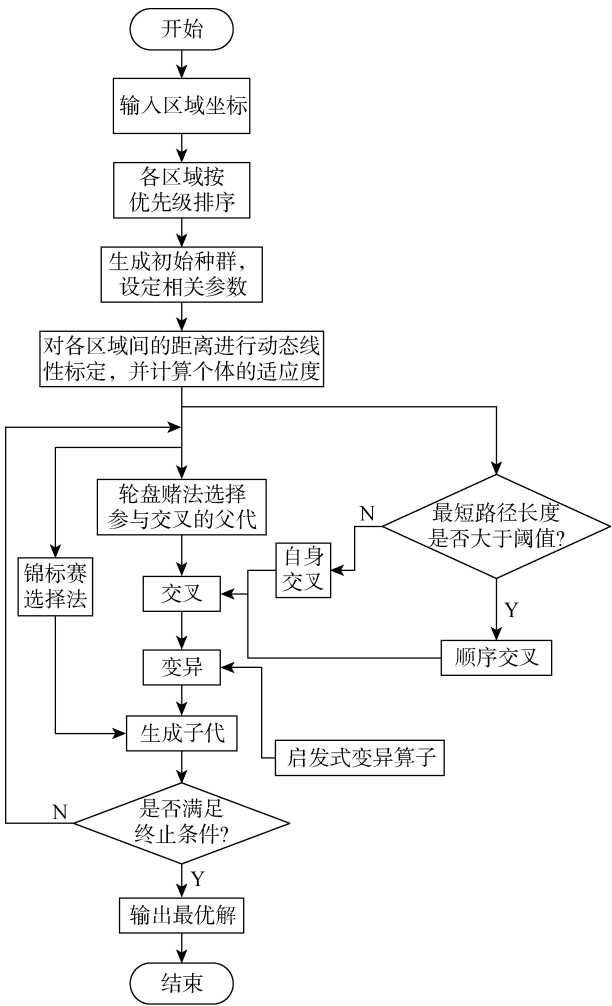 开始
输入区域坐标
各区域按
优先级排序
生成初始种群，
设定相关参数
对各区域间的距离进行动态线
性标定，并计算个体的适应度
轮盘赌法选择
参与交叉的父代
最短路径长度
是否大于阈值?
N
自身
交叉
锦标赛
选择法
交叉
Y
顺序交叉
变异
生成子代
启发式变异算子
是否满足
终止条件?
N
Y
输出最优解
结束